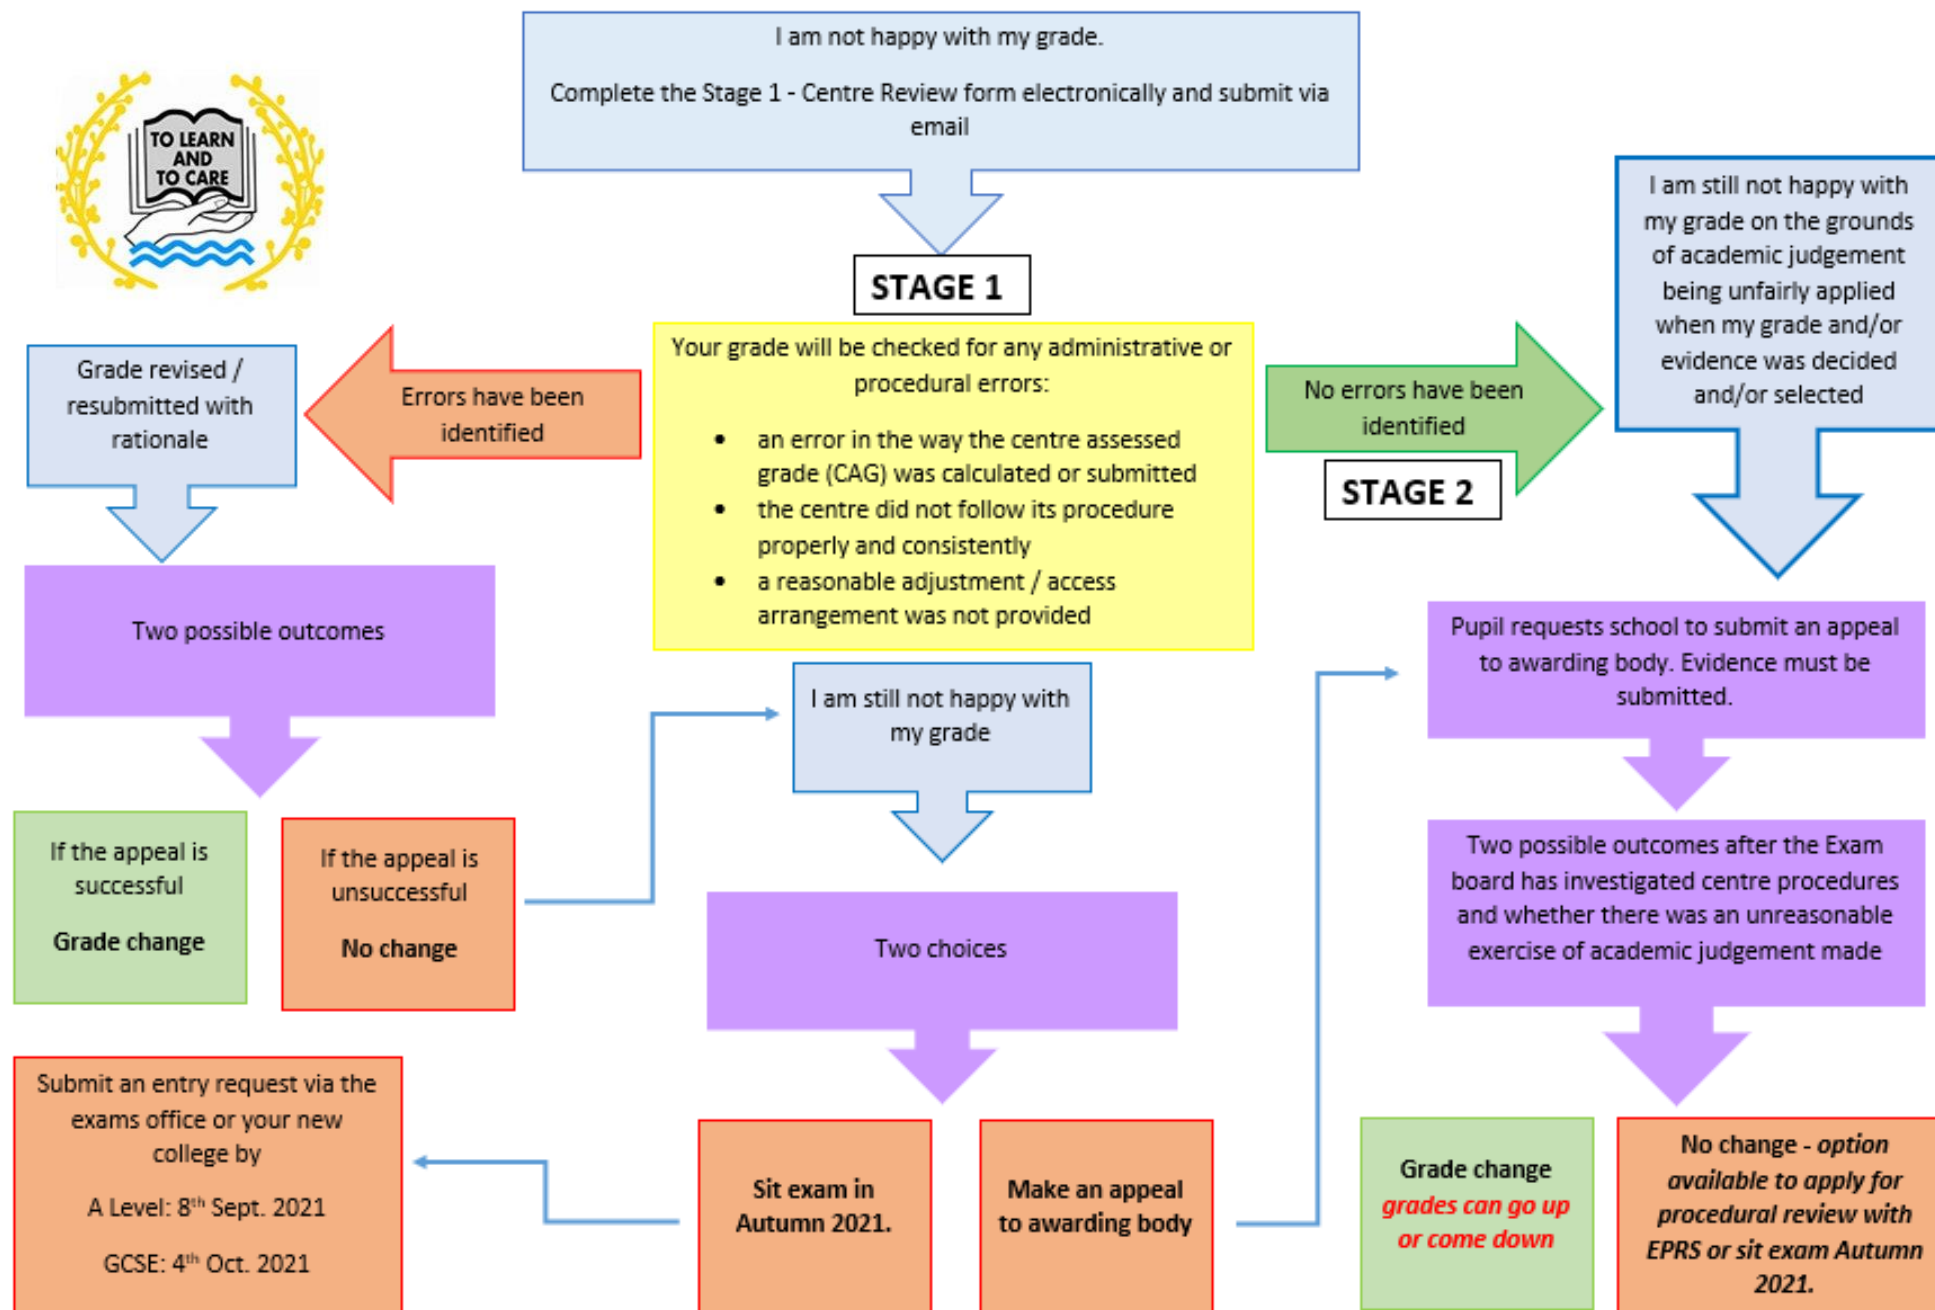 I am not happy with my grade.
Complete the Stage 1 - Centre Review form electronically and submit via
email
TO LEARN
AND
TO CARE
STAGE 1
Your grade will be checked for any administrative or
procedural errors:
• an error in the way the centre assessed
grade (CAG) was calculated or submitted
• the centre did not follow its procedure
properly and consistently
• a reasonable adjustment / access
arrangement was not provided
Errors have been
identified
Grade revised /
resubmitted with
rationale
Two possible outcomes
If the appeal is
successful
Grade change
If the appeal is
unsuccessful
No change
I am still not happy with
my grade
Two choices
Sit exam in
Autumn 2021.
Make an appeal
to awarding body
Submit an entry request via the
exams office or your new
college by
A Level: 8th Sept. 2021
GCSE: 4th Oct. 2021
No errors have been
identified
STAGE 2
I am still not happy with
my grade on the grounds
of academic judgement
being unfairly applied
when my grade and/or
evidence was decided
and/or selected
Pupil requests school to submit an appeal
to awarding body. Evidence must be
submitted.
Two possible outcomes after the Exam
board has investigated centre procedures
and whether there was an unreasonable
exercise of academic judgement made
Grade change
grades can go up
or come down
No change - option
available to apply for
procedural review with
EPRS or sit exam Autumn
2021.